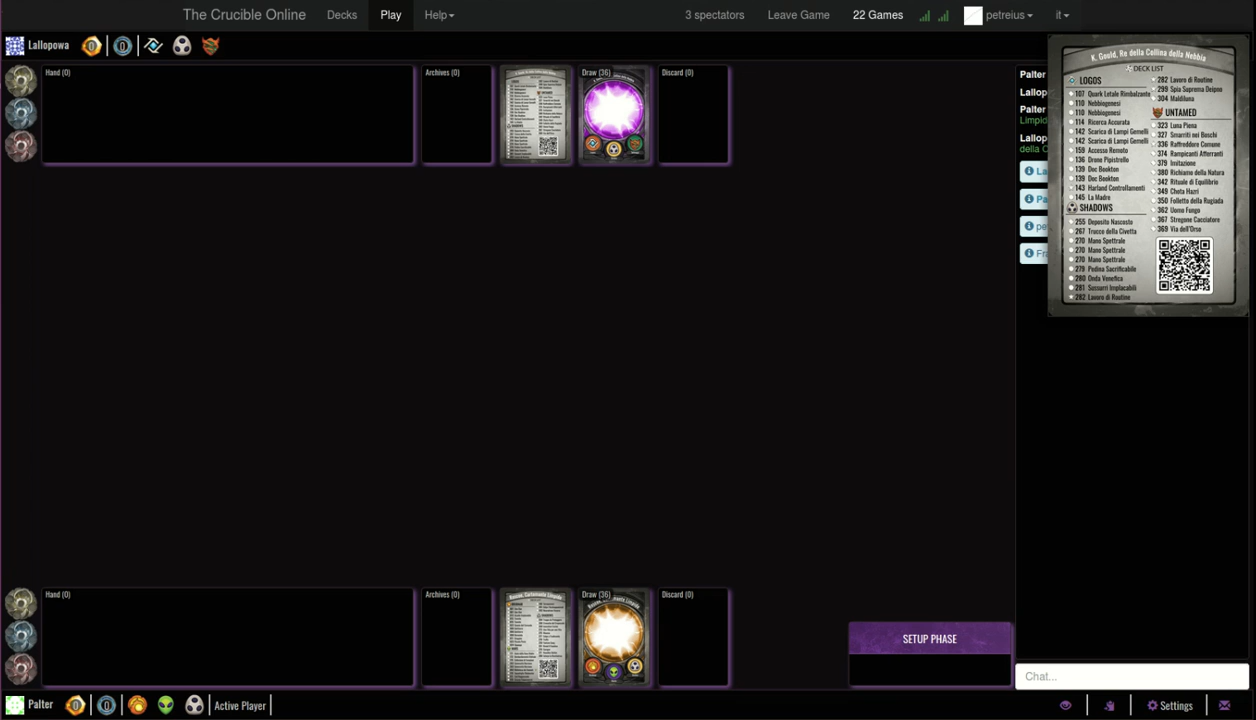 The Crucible Online
Decks
Play
Help
3 spectators
Leave Game
22 Games
petreius
it
Lallopowa
0
0
Hand (0)
Archives (0)
Draw (36)
Discard (0)
Palter
Lallop
Palter
Limpid
Lallop
della C
La
Pa
pe
Fra
K. Gould, Re della Collina della Nebbia
DECK LIST
LOGOS
107 Quark Letale Rimbalzante
110 Nebbiogenesi
110 Nebbiogenesi
114 Ricerca Accurata
142 Scarica di Lampi Gemelli
142 Scarica di Lampi Gemelli
159 Accesso Remoto
136 Drone Pipistrello
139 Doc Bookton
139 Doc Bookton
143 Harland Controllamenti
145 La Madre
SHADOWS
255 Deposito Nascosto
267 Trucco della Civetta
270 Mano Spettrale
270 Mano Spettrale
270 Mano Spettrale
279 Pedina Sacrificabile
280 Onda Venefica
281 Sussurri Implacabili
282 Lavoro di Routine
282 Lavoro di Routine
299 Spia Suprema Deipno
304 Maldiluna
UNTAMED
323 Luna Piena
327 Smarriti nei Boschi
336 Raffreddore Comune
374 Rampicanti Afferranti
379 Imitazione
380 Richiamo della Natura
342 Rituale di Equilibrio
349 Chota Hazri
350 Folletto della Rugiada
362 Uomo Fungo
367 Stregone Cacciatore
369 Via dell'Orso
Hand (0)
Archives (0)
Draw (36)
Discard (0)
SETUP PHASE
Chat...
Palter
0
0
Active Player
Settings